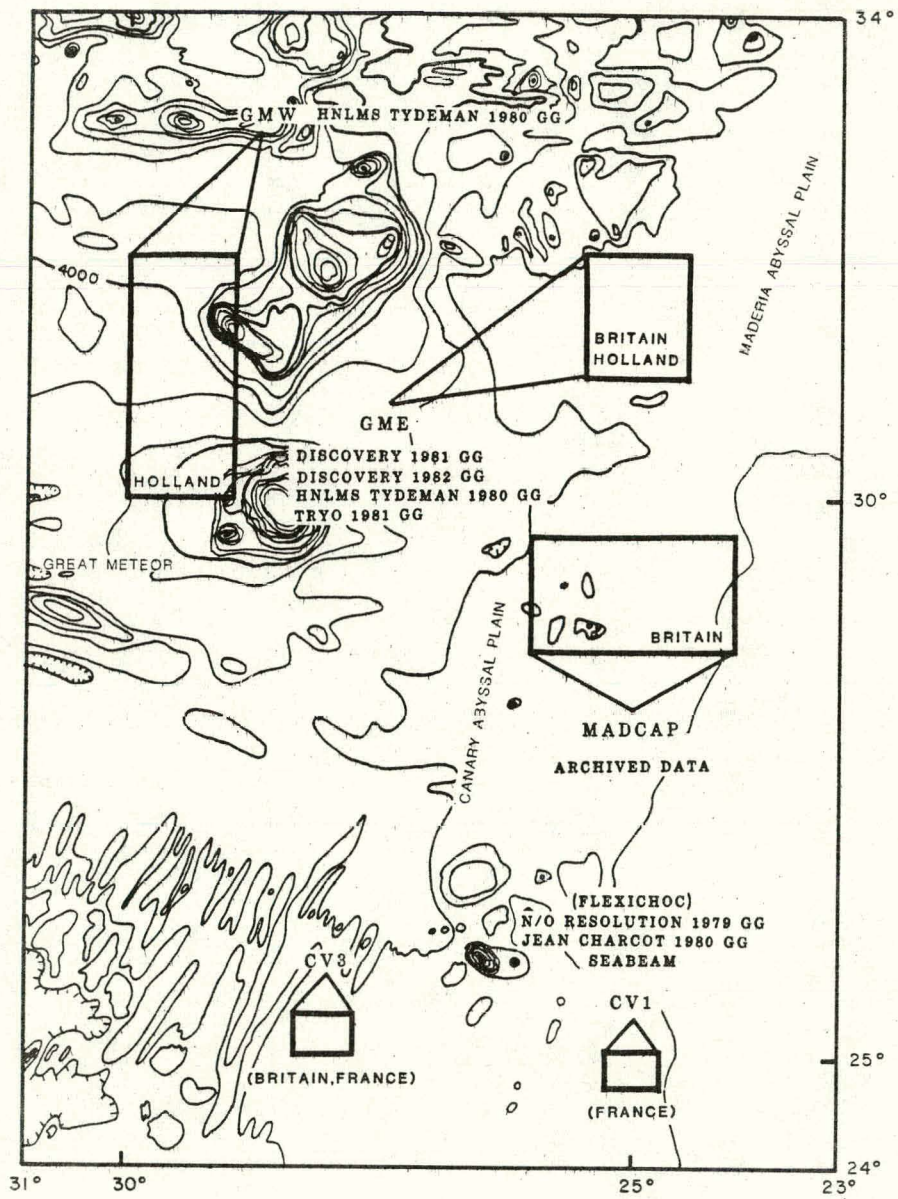 34°
GMW HNLMS TYDEMAN 1980 GG
MADERIA ABYSSAL PLAIN
4000
BRITAIN
HOLLAND
GME
DISCOVERY 1981 GG
DISCOVERY 1982 GG
HNLMS TYDEMAN 1980 GG
TRYO 1981 GG
HOLLAND
30°
GREAT METEOR
BRITAIN
CANARY ABYSSAL PLAIN
MADCAP
ARCHIVED DATA
(FLEXICHOC)
N/O RESOLUTION 1979 GG
JEAN CHARCOT 1980 GG
SEABEAM
CV3
CV1
25°
(BRITAIN, FRANCE)
(FRANCE)
24°
31° 30° 25° 23°